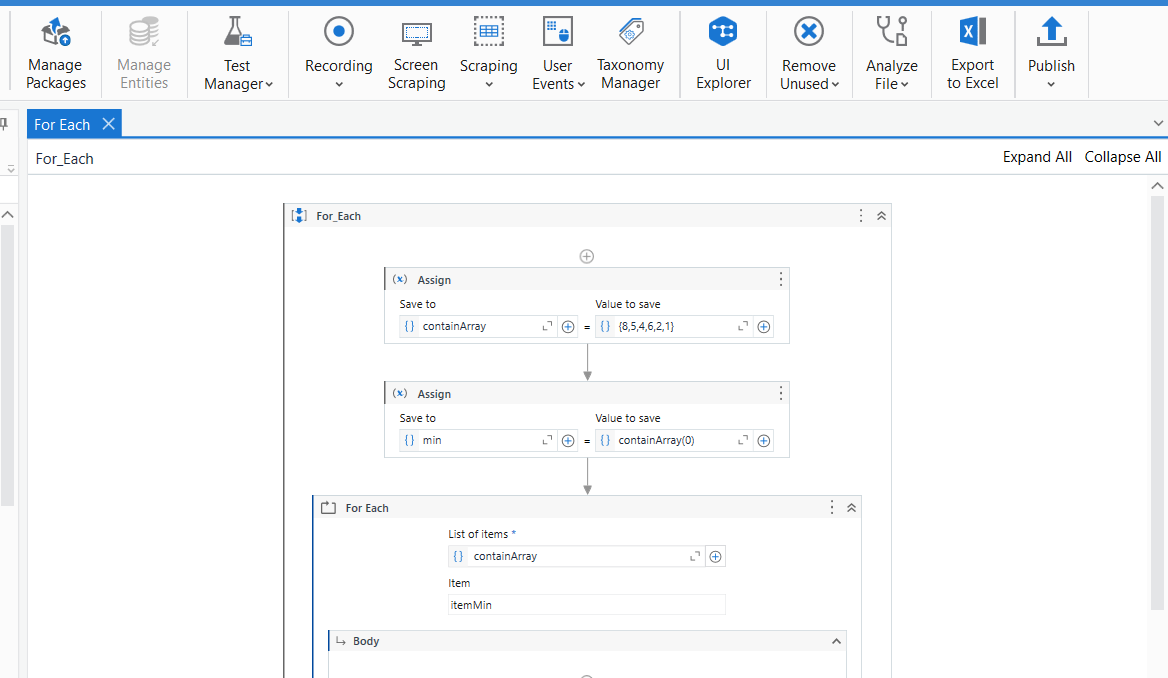 Manage Packages
Manage Entities
Test Manager
Recording
Screen Scraping
Scraping
User Events
Taxonomy Manager
UI Explorer
Remove Unused
Analyze File
Export to Excel
Publish
For Each
For_Each
Expand All Collapse All
For_Each
(x) Assign
Save to Value to save
{} containArray = {} {8,5,4,6,2,1}
(x) Assign
Save to Value to save
{} min = {} containArray(0)
For Each
List of items *
{} containArray
Item
itemMin
Body